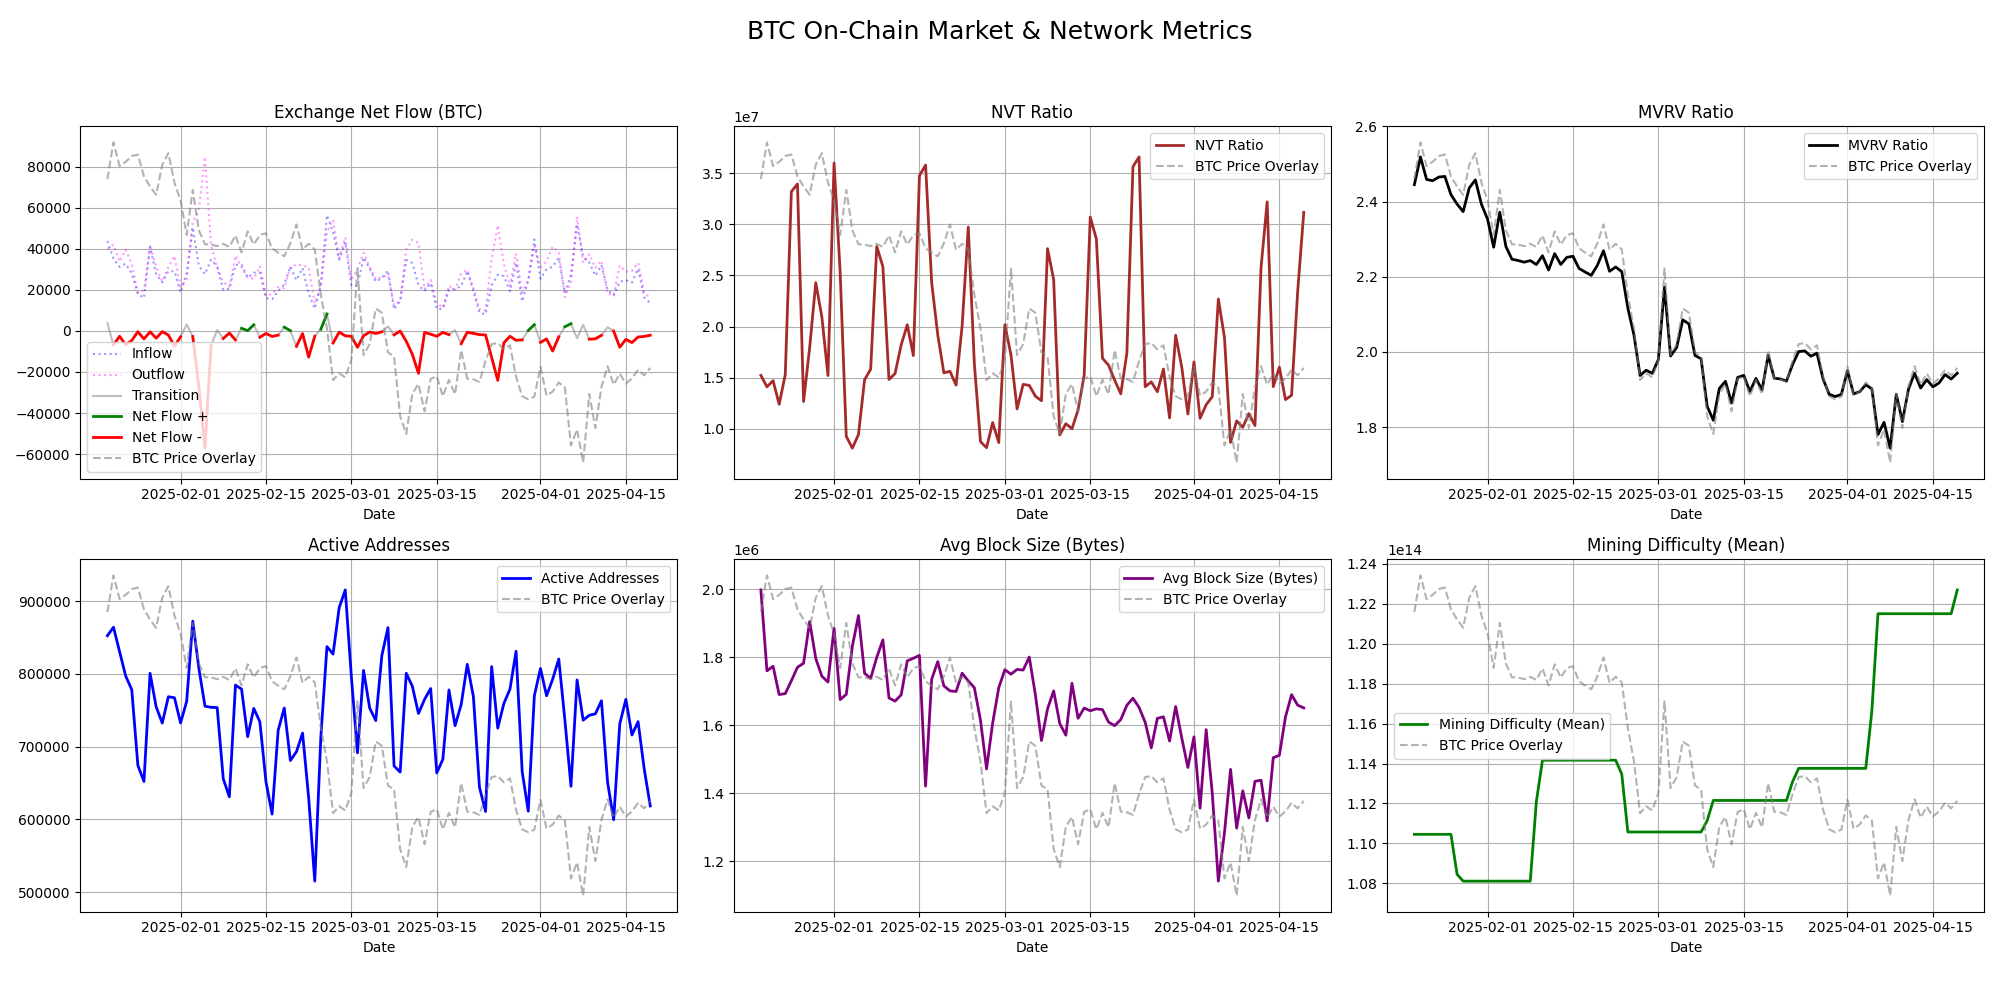 BTC On-Chain Market & Network Metrics
Exchange Net Flow (BTC)
80000
60000
40000
20000
0
−20000
−40000
−60000
Inflow
Outflow
Transition
Net Flow +
Net Flow -
BTC Price Overlay
2025-02-01 2025-02-15 2025-03-01 2025-03-15 2025-04-01 2025-04-15
Date
NVT Ratio
1e7
3.5
3.0
2.5
2.0
1.5
1.0
NVT Ratio
BTC Price Overlay
2025-02-01 2025-02-15 2025-03-01 2025-03-15 2025-04-01 2025-04-15
Date
MVRV Ratio
2.6
2.4
2.2
2.0
1.8
MVRV Ratio
BTC Price Overlay
2025-02-01 2025-02-15 2025-03-01 2025-03-15 2025-04-01 2025-04-15
Date
Active Addresses
900000
800000
700000
600000
500000
Active Addresses
BTC Price Overlay
2025-02-01 2025-02-15 2025-03-01 2025-03-15 2025-04-01 2025-04-15
Date
Avg Block Size (Bytes)
1e6
2.0
1.8
1.6
1.4
1.2
Avg Block Size (Bytes)
BTC Price Overlay
2025-02-01 2025-02-15 2025-03-01 2025-03-15 2025-04-01 2025-04-15
Date
Mining Difficulty (Mean)
1e14
1.24
1.22
1.20
1.18
1.16
1.14
1.12
1.10
1.08
Mining Difficulty (Mean)
BTC Price Overlay
2025-02-01 2025-02-15 2025-03-01 2025-03-15 2025-04-01 2025-04-15
Date